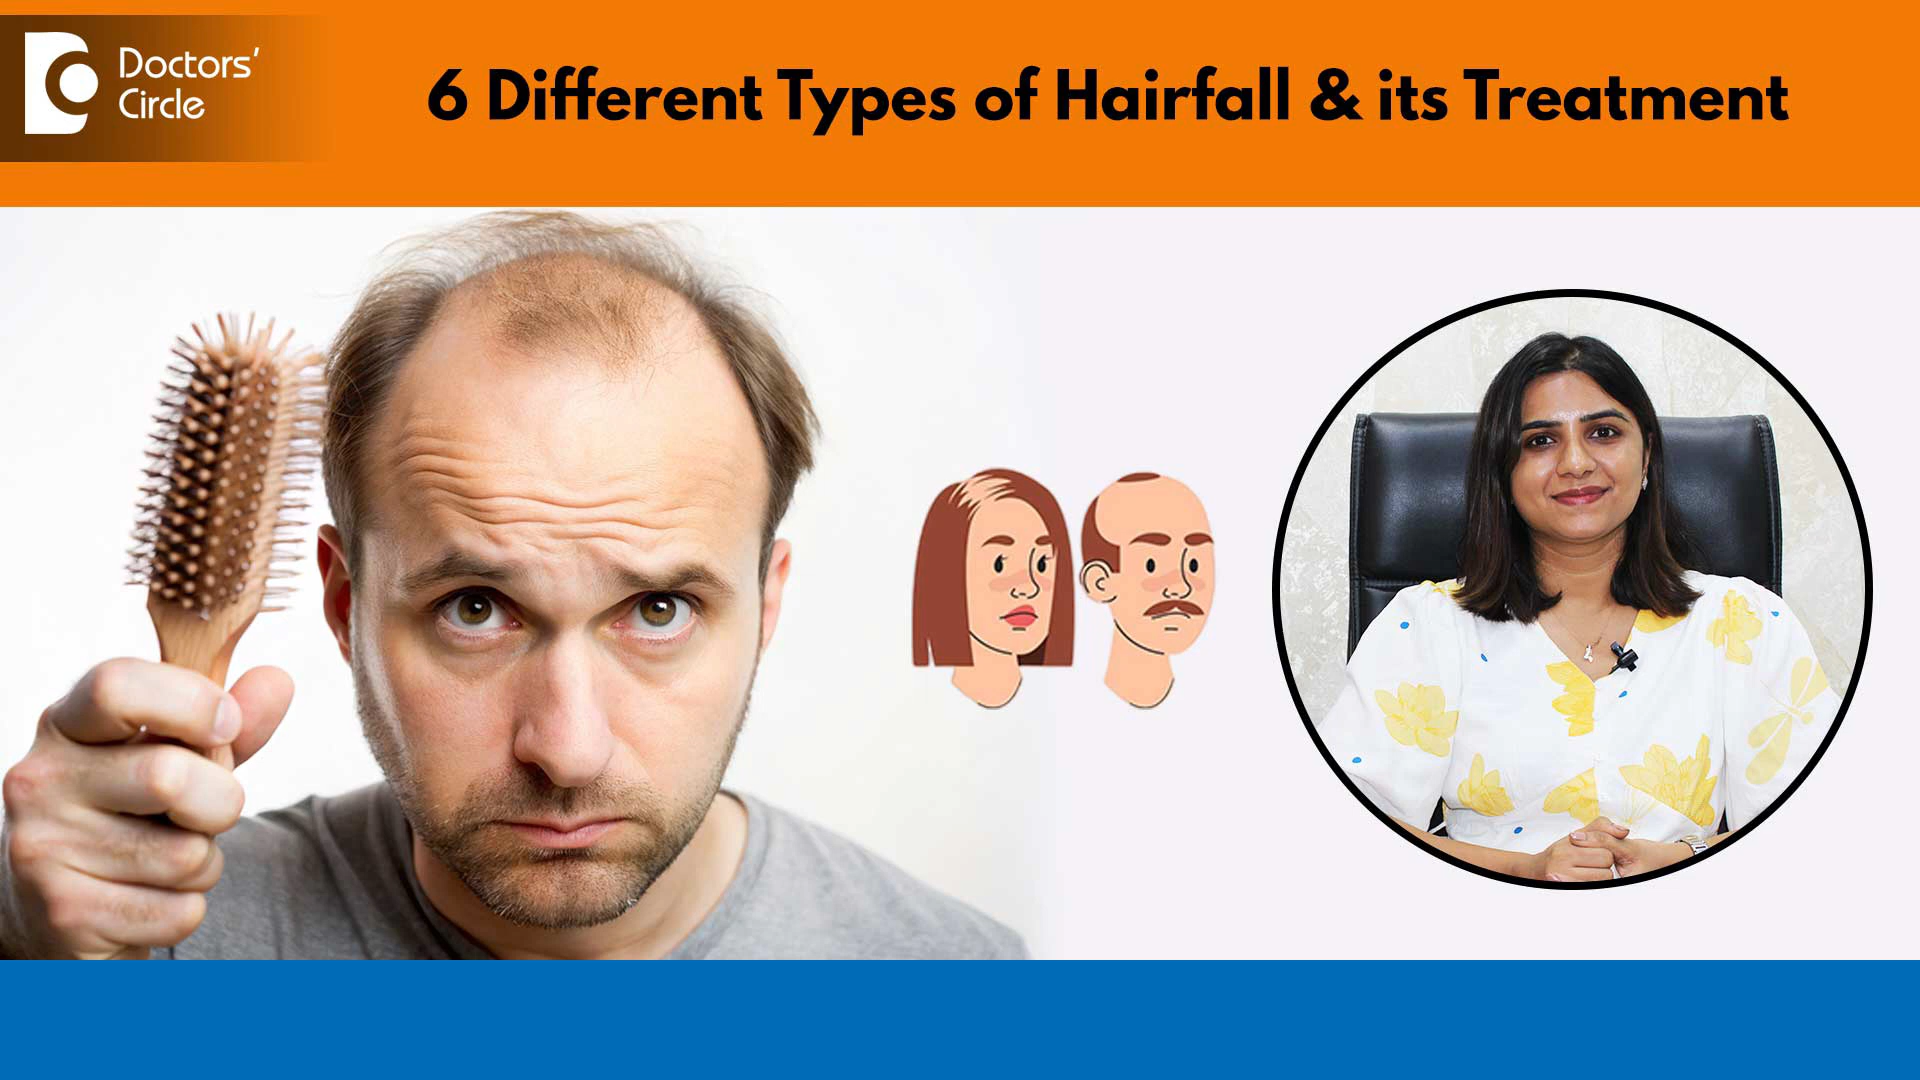 Doctors'
Circle
6 Different Types of Hairfall & its Treatment